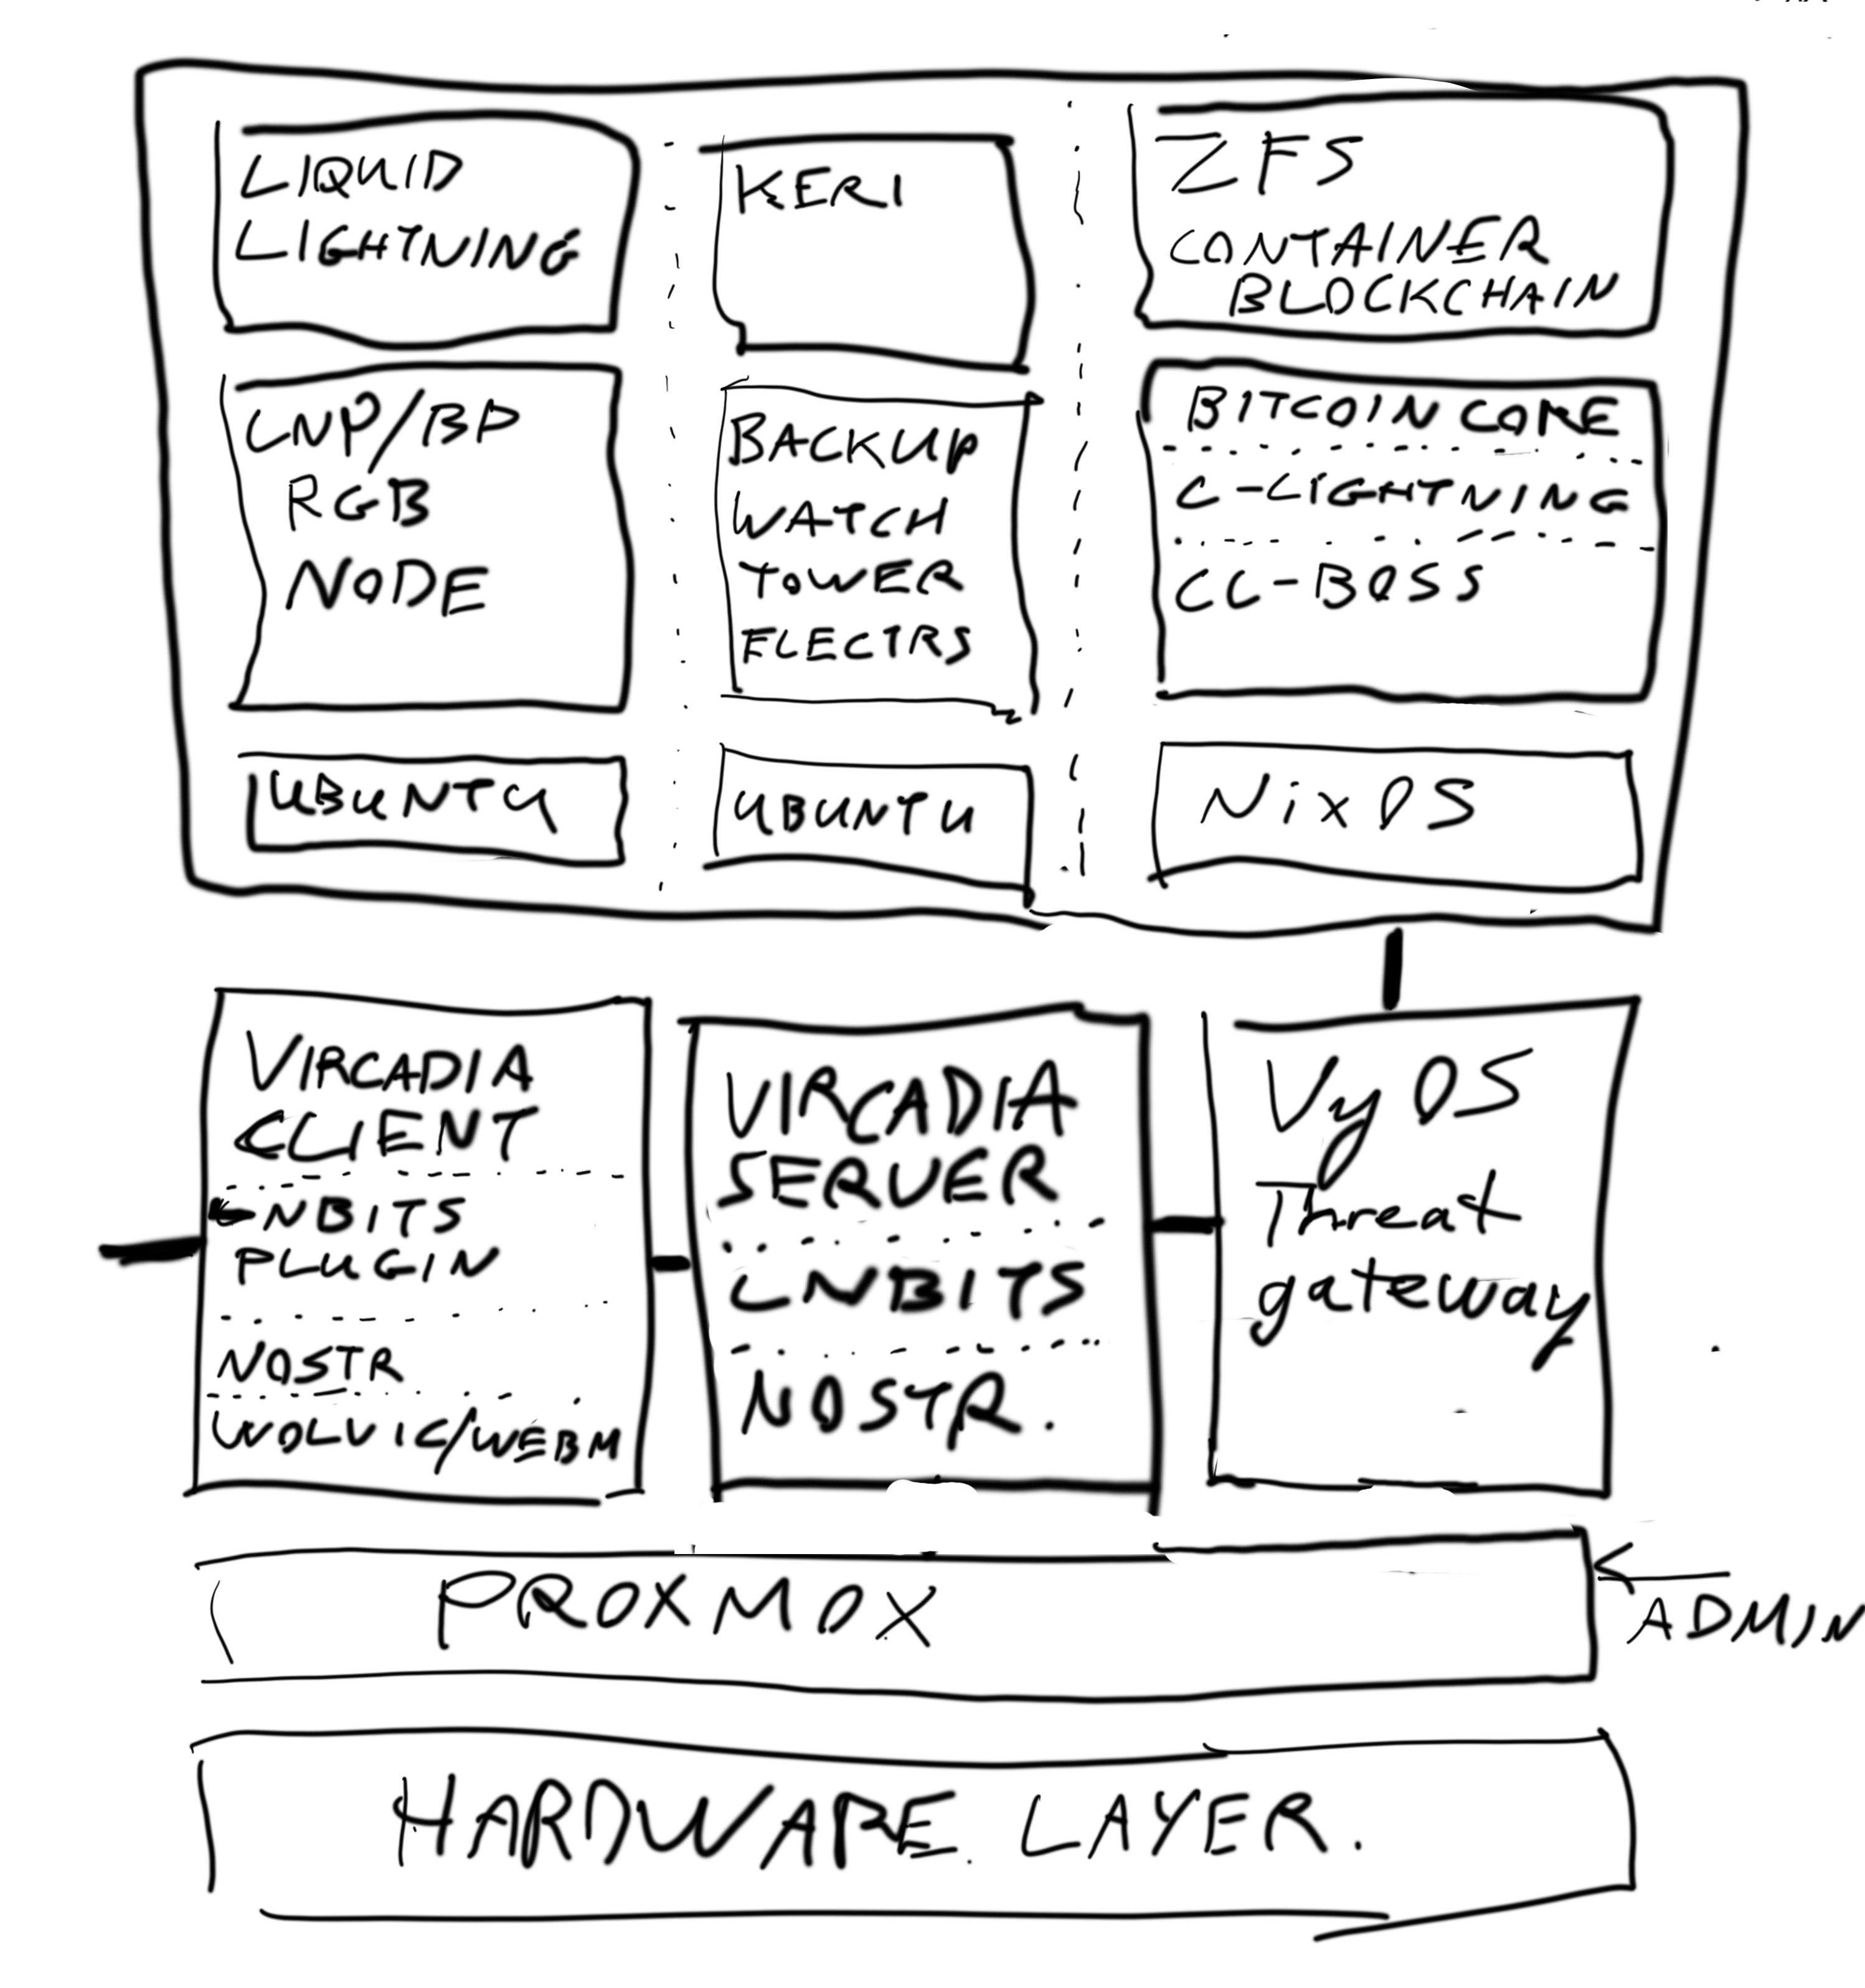 LIQUID
LIGHTNING
KERI
ZFS
CONTAINER
BLOCKCHAIN
LNP/BP
RGB
NODE
BACKUP
WATCH
TOWER
ELECTRS
BITCOIN CORE
C-LIGHTNING
CL-BOSS
UBUNTU
UBUNTU
NixOS
VIRCADIA
CLIENT
LNBITS
PLUGIN
NOSTR
WOLVIC/WEBM
VIRCADIA
SERVER
LNBITS
NOSTR.
VyOS
Threat
gateway
PROXMOX
ADMIN
HARDWARE LAYER.